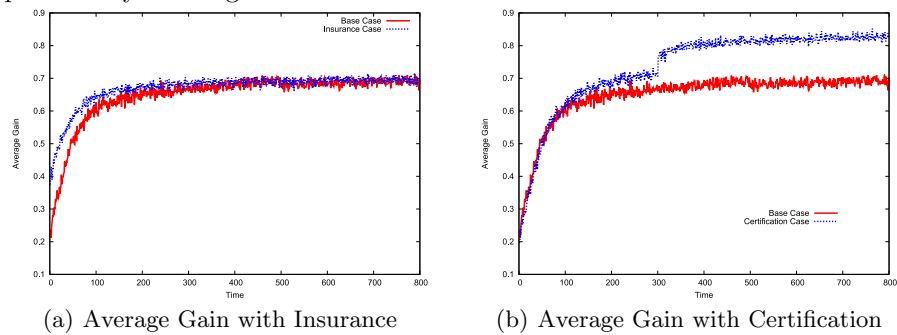 Base Case
Insurance Case
0.9
0.8
0.7
0.6
0.5
0.4
0.3
0.2
0.1
Average Gain
0 100 200 300 400 500 600 700 800
Time
(a) Average Gain with Insurance
0.9
0.8
0.7
0.6
0.5
0.4
0.3
0.2
0.1
Average Gain
Base Case
Certification Case
0 100 200 300 400 500 600 700 800
Time
(b) Average Gain with Certification